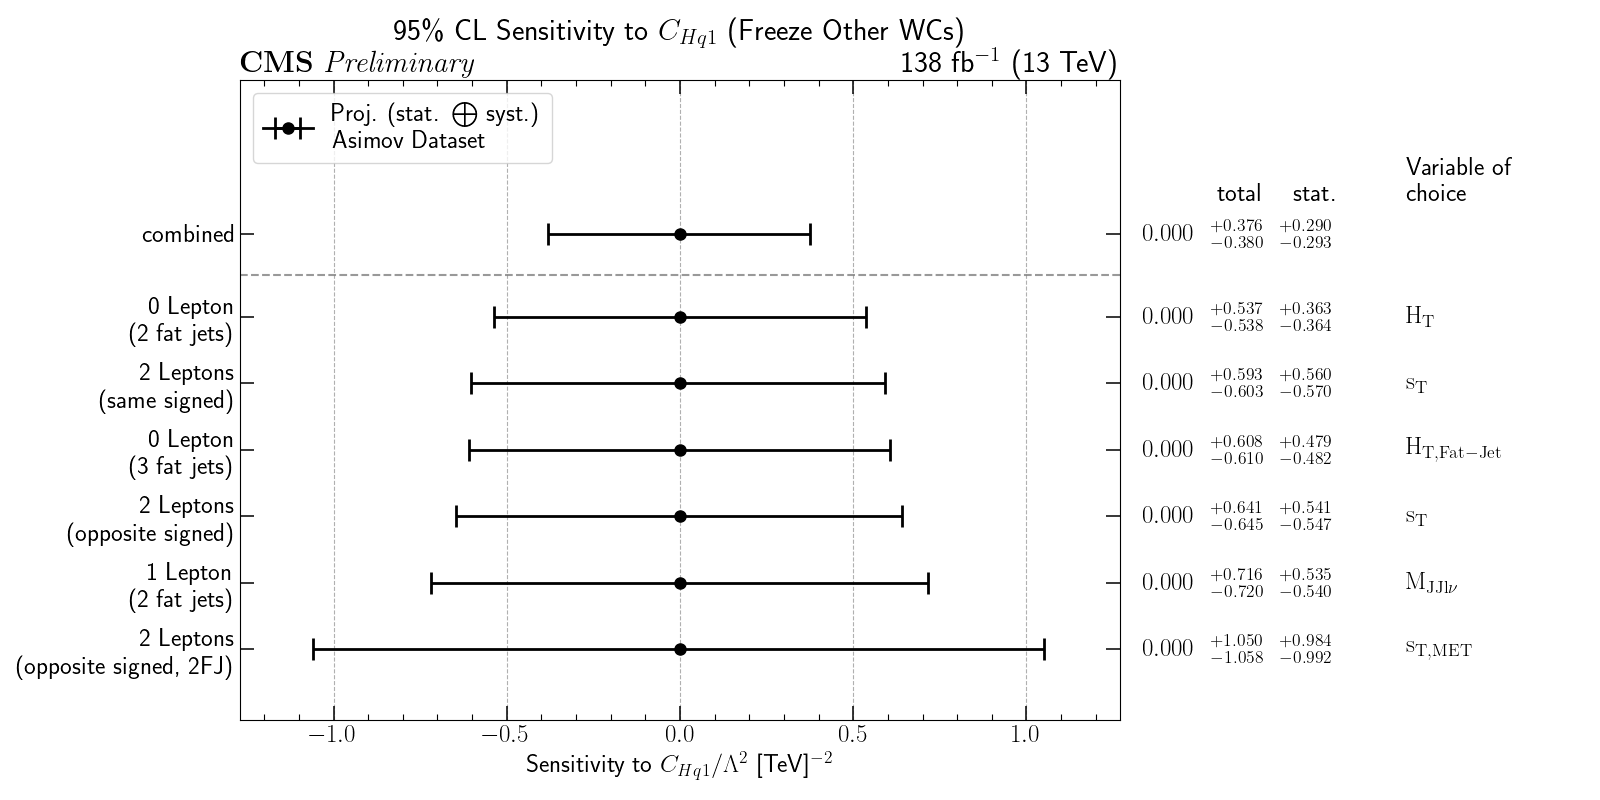 95% CL Sensitivity to C_{Hq1} (Freeze Other WCs)
CMS Preliminary 138 fb^{−1} (13 TeV)
Proj. (stat. ⨁ syst.)
Asimov Dataset
Variable of
total stat. choice
combined 0.000 +0.376 −0.380 +0.290 −0.293
0 Lepton
(2 fat jets) 0.000 +0.537 −0.538 +0.363 −0.364 H_T
2 Leptons
(same signed) 0.000 +0.593 −0.603 +0.560 −0.570 s_T
0 Lepton
(3 fat jets) 0.000 +0.608 −0.610 +0.479 −0.482 H_{T,Fat−Jet}
2 Leptons
(opposite signed) 0.000 +0.641 −0.645 +0.541 −0.547 s_T
1 Lepton
(2 fat jets) 0.000 +0.716 −0.720 +0.535 −0.540 M_{JJlν}
2 Leptons
(opposite signed, 2FJ) 0.000 +1.050 −1.058 +0.984 −0.992 s_{T,MET}
−1.0 −0.5 0.0 0.5 1.0
Sensitivity to C_{Hq1}/Λ^2 [TeV]^{−2}